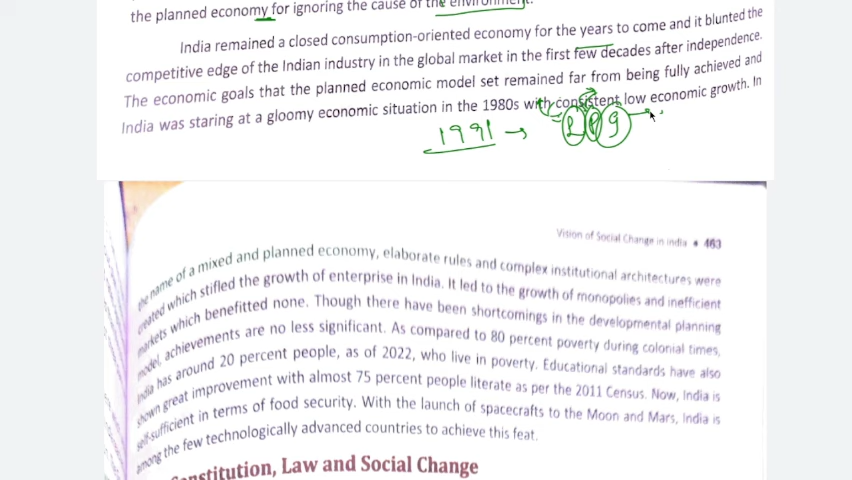 the planned economy for ignoring the cause of the environment.
India remained a closed consumption-oriented economy for the years to come and it blunted the
competitive edge of the Indian industry in the global market in the first few decades after independence.
The economic goals that the planned economic model set remained far from being fully achieved and
India was staring at a gloomy economic situation in the 1980s with consistent low economic growth. In
1991 → LPG
Vision of Social Change in India • 463
the name of a mixed and planned economy, elaborate rules and complex institutional architectures were
created which stifled the growth of enterprise in India. It led to the growth of monopolies and inefficient
markets which benefitted none. Though there have been shortcomings in the developmental planning
model, achievements are no less significant. As compared to 80 percent poverty during colonial times,
India has around 20 percent people, as of 2022, who live in poverty. Educational standards have also
shown great improvement with almost 75 percent people literate as per the 2011 Census. Now, India is
self-sufficient in terms of food security. With the launch of spacecrafts to the Moon and Mars, India is
among the few technologically advanced countries to achieve this feat.
Constitution, Law and Social Change